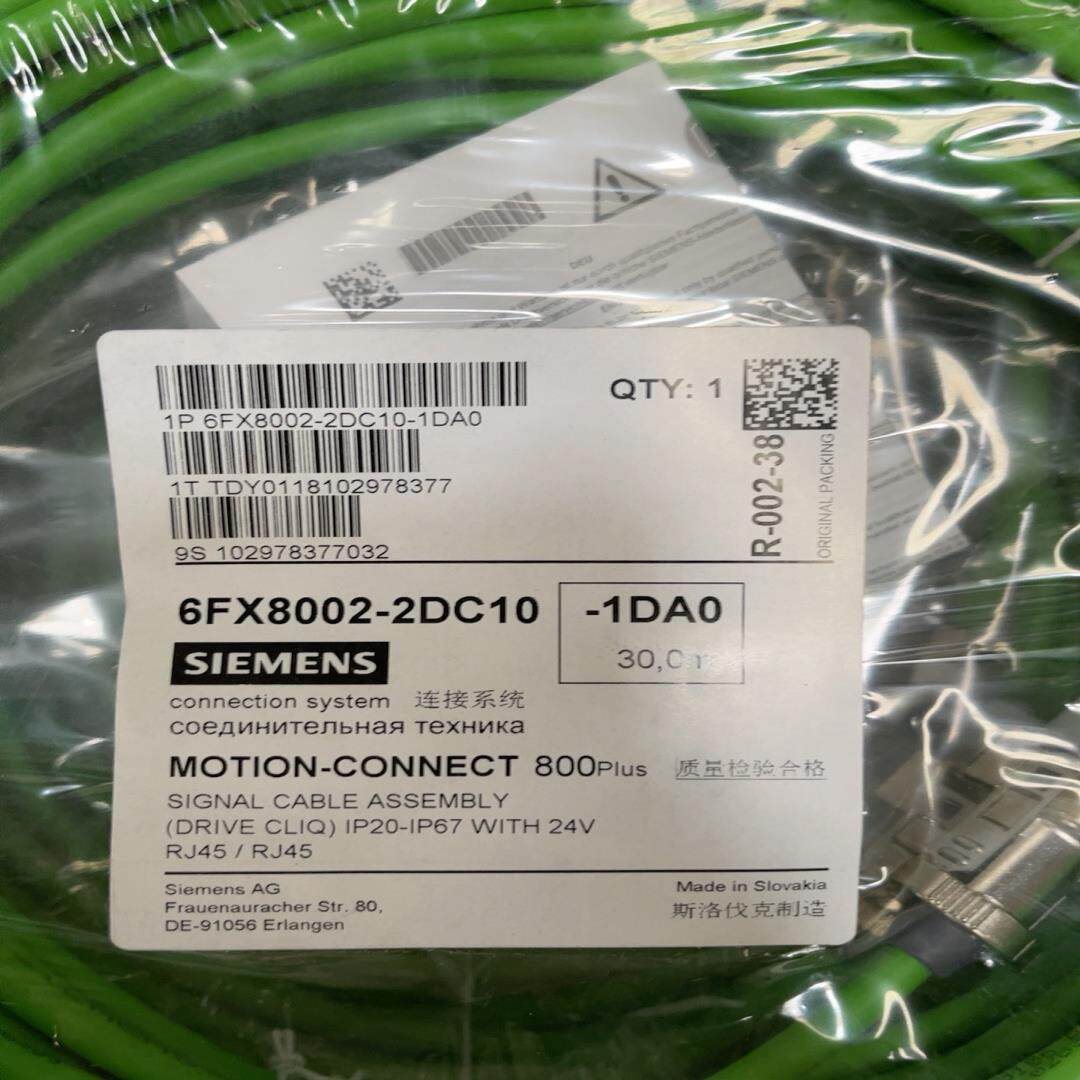 1P 6FX8002-2DC10-1DA0
QTY: 1
1T TDY0118102978377
9S 102978377032
R-002-38
ORIGINAL PACKING
6FX8002-2DC10 -1DA0
SIEMENS
30,0m
connection system 连接系统
соединительная техника
MOTION-CONNECT 800Plus 质量检验合格
SIGNAL CABLE ASSEMBLY
(DRIVE CLIQ) IP20-IP67 WITH 24V
RJ45 / RJ45
Siemens AG
Made in Slovakia
Frauenauracher Str. 80,
斯洛伐克制造
DE-91056 Erlangen